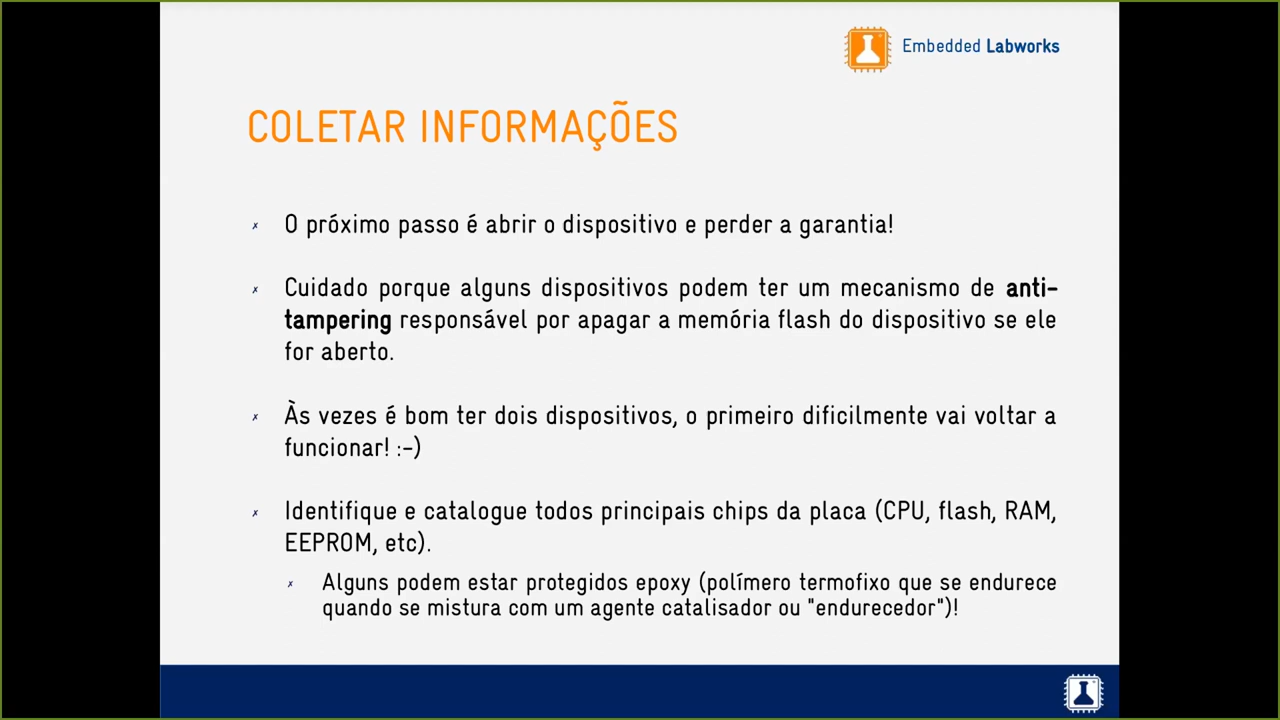 Embedded Labworks
COLETAR INFORMAÇÕES
✗ O próximo passo é abrir o dispositivo e perder a garantia!
✗ Cuidado porque alguns dispositivos podem ter um mecanismo de anti-
tampering responsável por apagar a memória flash do dispositivo se ele
for aberto.
✗ Às vezes é bom ter dois dispositivos, o primeiro dificilmente vai voltar a
funcionar! :-)
✗ Identifique e catalogue todos principais chips da placa (CPU, flash, RAM,
EEPROM, etc).
✗ Alguns podem estar protegidos epoxy (polímero termofixo que se endurece
quando se mistura com um agente catalisador ou "endurecedor")!